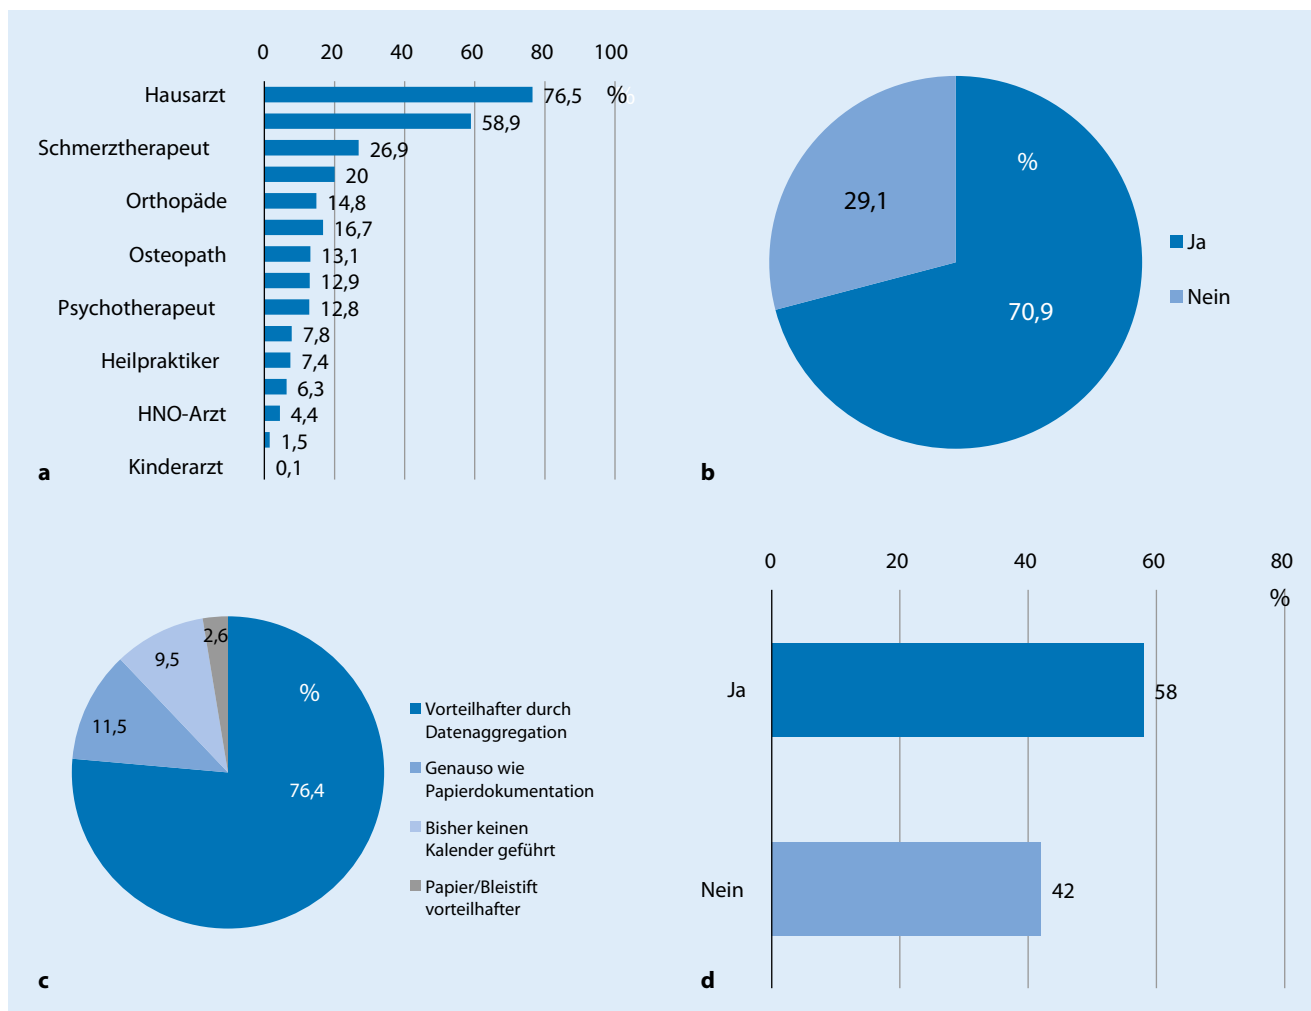 0 20 40 60 80 100
Hausarzt 76,5 %
58,9
Schmerztherapeut 26,9
20
Orthopäde 14,8
16,7
Osteopath 13,1
12,9
Psychotherapeut 12,8
7,8
Heilpraktiker 7,4
6,3
HNO-Arzt 4,4
1,5
Kinderarzt 0,1
a
%
29,1
70,9
Ja
Nein
b
2,6
9,5
11,5
%
76,4
Vorteilhafter durch
Datenaggregation
Genauso wie
Papierdokumentation
Bisher keinen
Kalender geführt
Papier/Bleistift
vorteilhafter
c
0 20 40 60 80
%
Ja 58
Nein 42
d